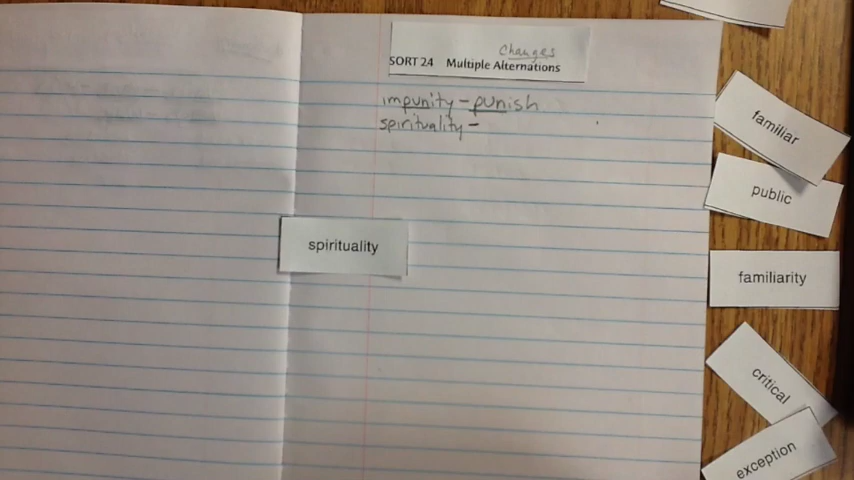 Changes
SORT 24 Multiple Alternations
impunity - punish
spirituality -
spirituality
familiar
public
familiarity
critical
exception